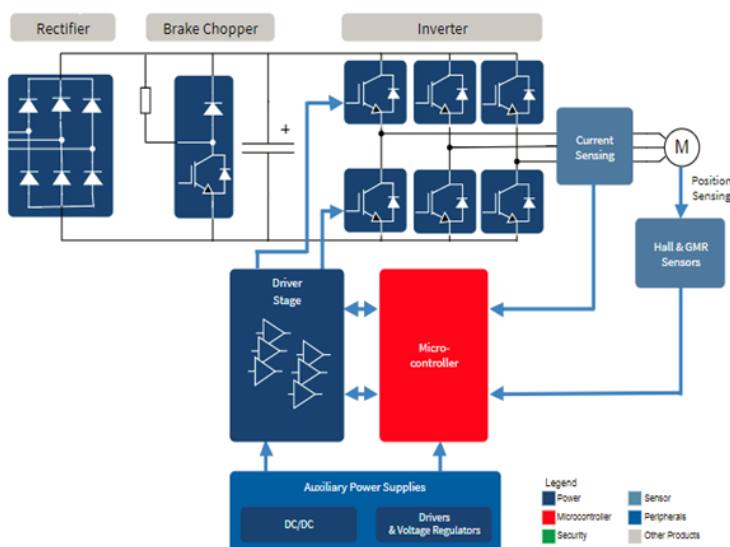 Rectifier
Brake Chopper
Inverter
+
Current
Sensing
M
Position
Sensing
Hall & GMR
Sensors
Driver
Stage
Micro-
controller
Auxiliary Power Supplies
DC/DC
Drivers
& Voltage Regulators
Legend
Power
Microcontroller
Security
Sensor
Peripherals
Other Products